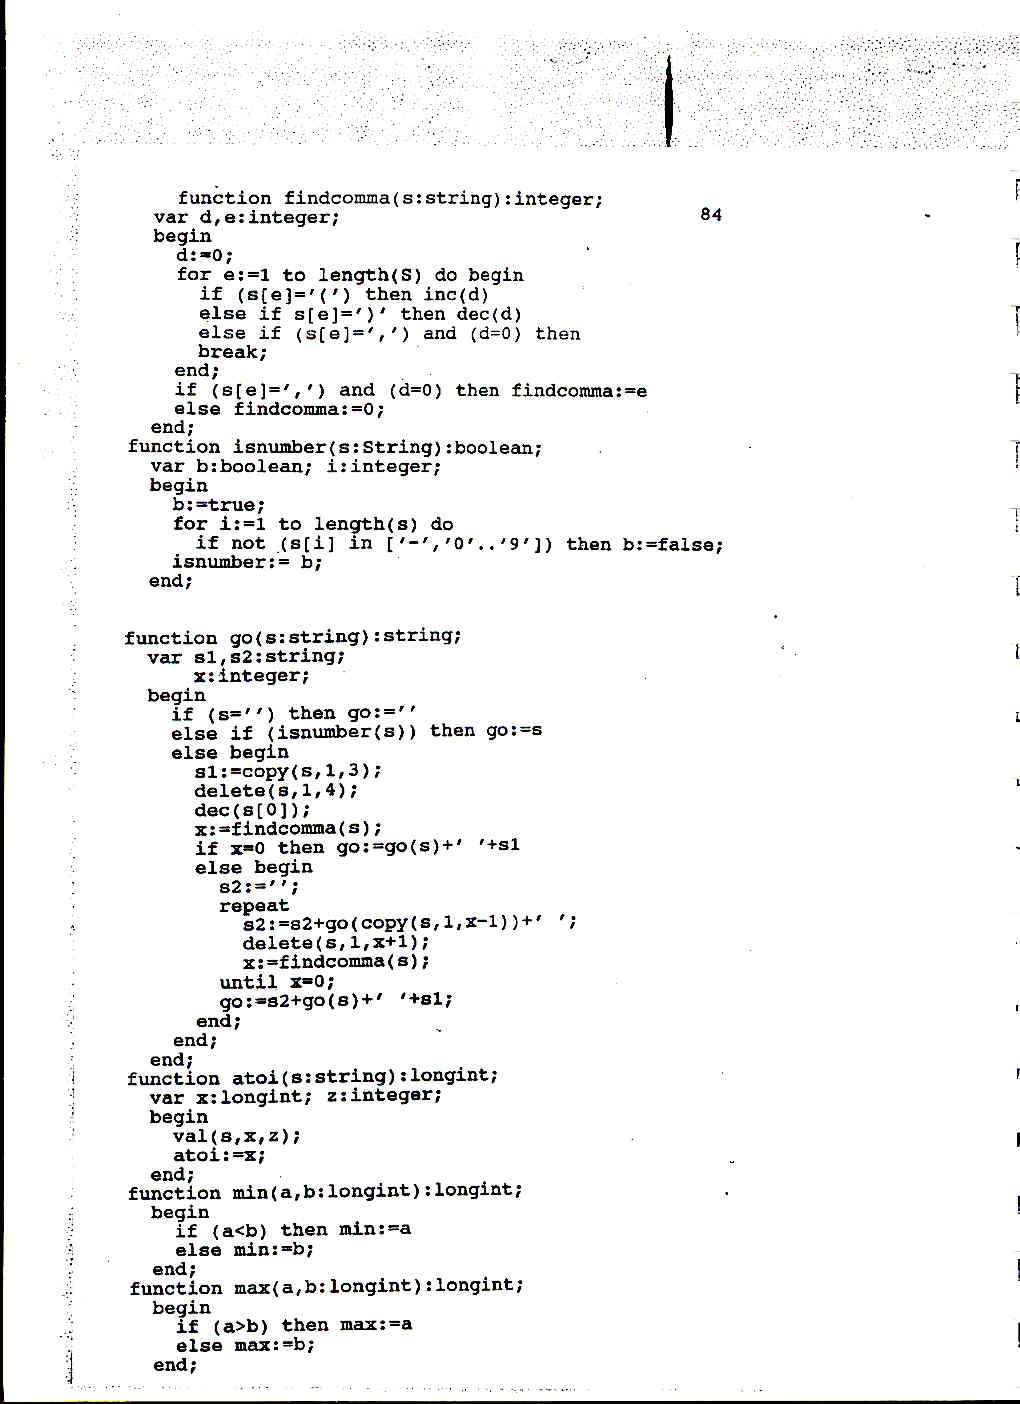 function findcomma(s:string):integer;
var d,e:integer;
84
begin
d:=0;
for e:=1 to length(S) do begin
if (s[e]='(') then inc(d)
else if s[e]=')' then dec(d)
else if (s[e]=',') and (d=0) then
break;
end;
if (s[e]=',') and (d=0) then findcomma:=e
else findcomma:=0;
end;
function isnumber(s:String):boolean;
var b:boolean; i:integer;
begin
b:=true;
for i:=1 to length(s) do
if not (s[i] in ['-','0'..'9']) then b:=false;
isnumber:= b;
end;
function go(s:string):string;
var s1,s2:string;
x:integer;
begin
if (s='') then go:=''
else if (isnumber(s)) then go:=s
else begin
s1:=copy(s,1,3);
delete(s,1,4);
dec(s[0]);
x:=findcomma(s);
if x=0 then go:=go(s)+' '+s1
else begin
s2:='';
repeat
s2:=s2+go(copy(s,1,x-1))+' ';
delete(s,1,x+1);
x:=findcomma(s);
until x=0;
go:=s2+go(s)+' '+s1;
end;
end;
end;
function atoi(s:string):longint;
var x:longint; z:integer;
begin
val(s,x,z);
atoi:=x;
end;
function min(a,b:longint):longint;
begin
if (a<b) then min:=a
else min:=b;
end;
function max(a,b:longint):longint;
begin
if (a>b) then max:=a
else max:=b;
end;